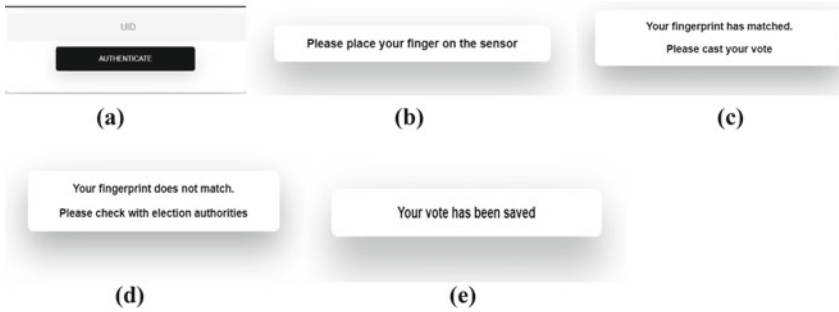 UID
AUTHENTICATE
(a)
Please place your finger on the sensor
(b)
Your fingerprint has matched.
Please cast your vote
(c)
Your fingerprint does not match.
Please check with election authorities
(d)
Your vote has been saved
(e)